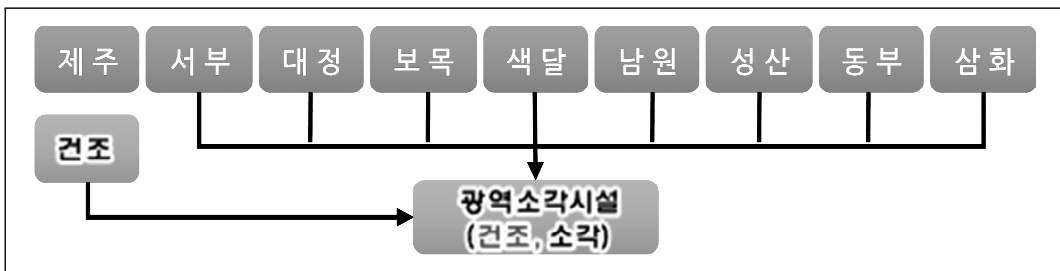 제주 서부 대정 보목 색달 남원 성산 동부 삼화
건조
광역소각시설
(건조, 소각)